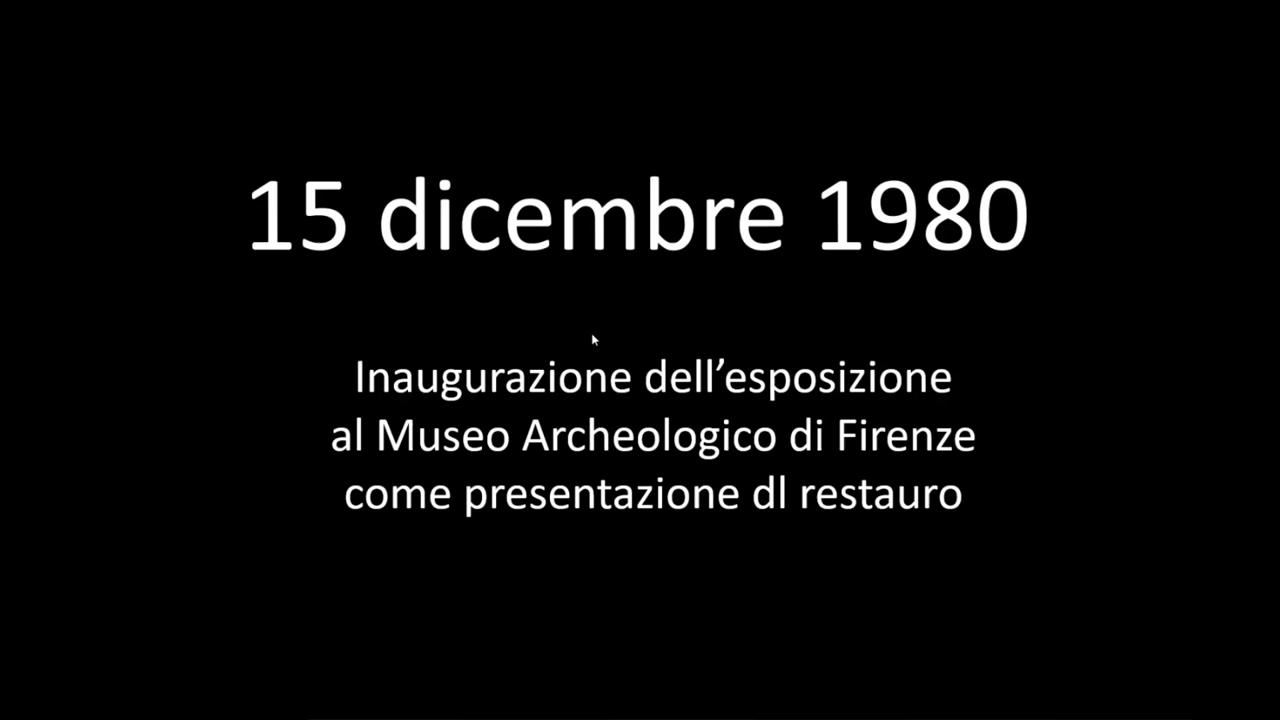 15 dicembre 1980
Inaugurazione dell’esposizione
al Museo Archeologico di Firenze
come presentazione dl restauro